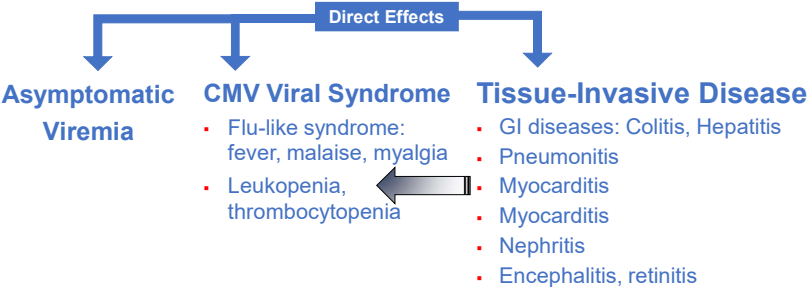 Direct Effects
Asymptomatic
Viremia
CMV Viral Syndrome
Flu-like syndrome:
fever, malaise, myalgia
Leukopenia,
thrombocytopenia
Tissue-Invasive Disease
GI diseases: Colitis, Hepatitis
Pneumonitis
Myocarditis
Myocarditis
Nephritis
Encephalitis, retinitis